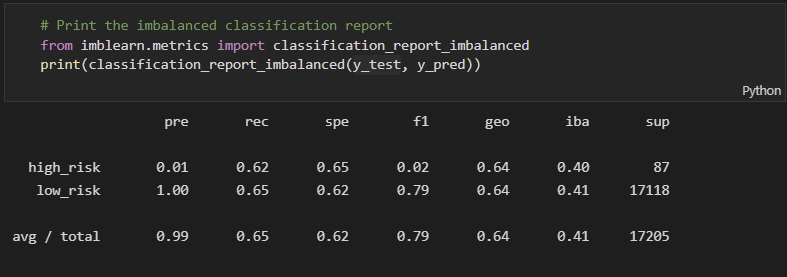 # Print the imbalanced classification report
from imblearn.metrics import classification_report_imbalanced
print(classification_report_imbalanced(y_test, y_pred))
Python
pre rec spe f1 geo iba sup
high_risk 0.01 0.62 0.65 0.02 0.64 0.40 87
low_risk 1.00 0.65 0.62 0.79 0.64 0.41 17118
avg / total 0.99 0.65 0.62 0.79 0.64 0.41 17205